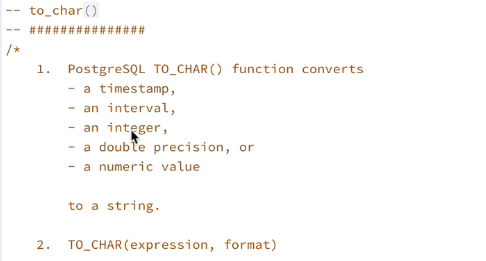 -- to_char()
-- ###############
/*
1. PostgreSQL TO_CHAR() function converts
- a timestamp,
- an interval,
- an integer,
- a double precision, or
- a numeric value
to a string.
2. TO_CHAR(expression, format)